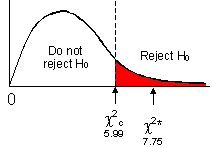 Do not
reject H₀
Reject H₀
0
χ²c
5.99
χ²*
7.75